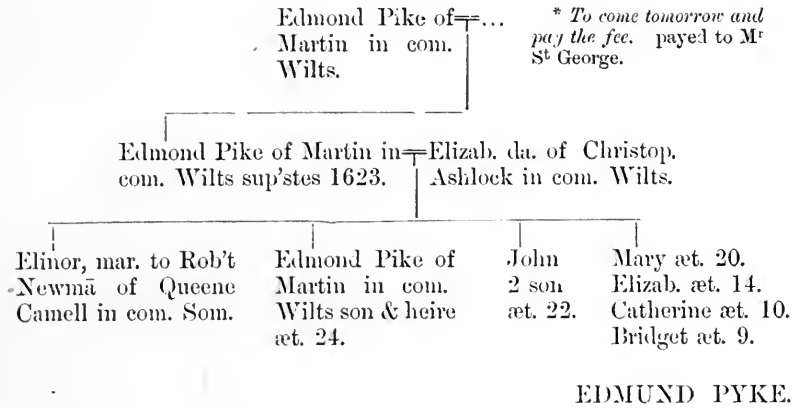 Edmond Pike of=...
Martin in com.
Wilts.
* To come tomorrow and
pay the fee. payed to Mʳ
Sᵗ George.
Edmond Pike of Martin in=Elizab. da. of Christop.
com. Wilts sup'stes 1623. Ashlock in com. Wilts.
Elinor, mar. to Rob't
Newmā of Queene
Camell in com. Som.
Edmond Pike of
Martin in com.
Wilts son & heire
æt. 24.
John
2 son
æt. 22.
Mary æt. 20.
Elizab. æt. 14.
Catherine æt. 10.
Bridget æt. 9.
EDMUND PYKE.